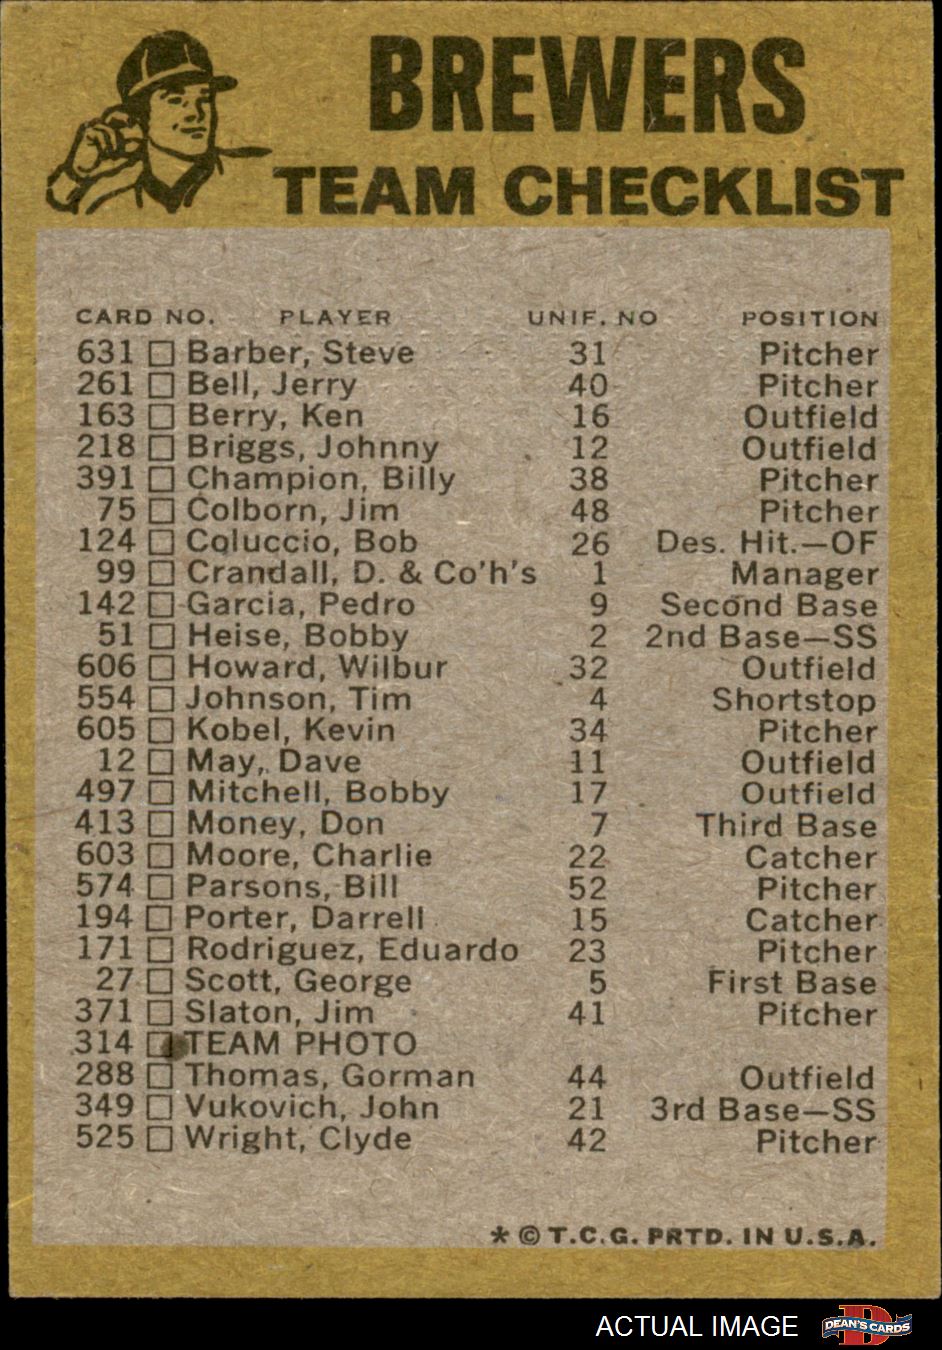 BREWERS
TEAM CHECKLIST
CARD NO. PLAYER UNIF. NO POSITION
631 Barber, Steve 31 Pitcher
261 Bell, Jerry 40 Pitcher
163 Berry, Ken 16 Outfield
218 Briggs, Johnny 12 Outfield
391 Champion, Billy 38 Pitcher
75 Colborn, Jim 48 Pitcher
124 Coluccio, Bob 26 Des. Hit.—OF
99 Crandall, D. & Co'h's 1 Manager
142 Garcia, Pedro 9 Second Base
51 Heise, Bobby 2 2nd Base—SS
606 Howard, Wilbur 32 Outfield
554 Johnson, Tim 4 Shortstop
605 Kobel, Kevin 34 Pitcher
12 May, Dave 11 Outfield
497 Mitchell, Bobby 17 Outfield
413 Money, Don 7 Third Base
603 Moore, Charlie 22 Catcher
574 Parsons, Bill 52 Pitcher
194 Porter, Darrell 15 Catcher
171 Rodriguez, Eduardo 23 Pitcher
27 Scott, George 5 First Base
371 Slaton, Jim 41 Pitcher
314 TEAM PHOTO
288 Thomas, Gorman 44 Outfield
349 Vukovich, John 21 3rd Base—SS
525 Wright, Clyde 42 Pitcher
* © T.C.G. PRTD. IN U.S.A.
ACTUAL IMAGE DEAN'S CARDS